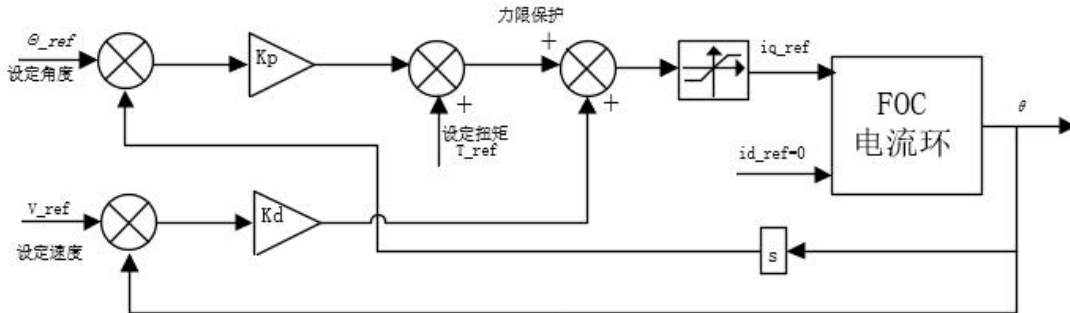 力限保护
Θ_ref
设定角度
Kp
+
+
+
+
设定扭矩
T_ref
iq_ref
FOC
电流环
θ
id_ref=0
V_ref
设定速度
Kd
s